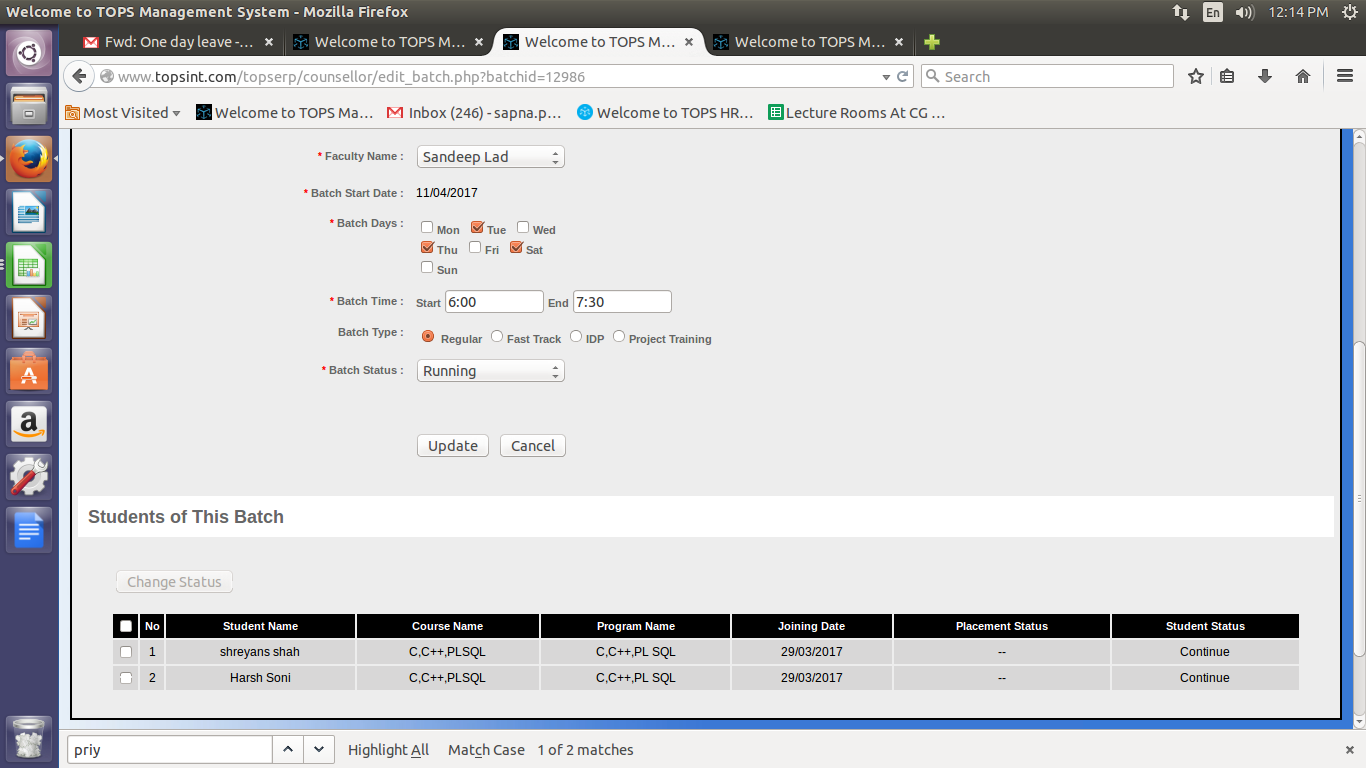 Welcome to TOPS Management System - Mozilla Firefox
En
12:14 PM
Fwd: One day leave -...
Welcome to TOPS M...
Welcome to TOPS M...
Welcome to TOPS M...
www.topsint.com/topserp/counsellor/edit_batch.php?batchid=12986
Search
Most Visited
Welcome to TOPS Ma...
Inbox (246) - sapna.p...
Welcome to TOPS HR...
Lecture Rooms At CG ...
* Faculty Name :
Sandeep Lad
* Batch Start Date :
11/04/2017
* Batch Days :
Mon Tue Wed
Thu Fri Sat
Sun
* Batch Time :
Start 6:00 End 7:30
Batch Type :
Regular Fast Track IDP Project Training
* Batch Status :
Running
Update Cancel
Students of This Batch
Change Status
No Student Name Course Name Program Name Joining Date Placement Status Student Status
1 shreyans shah C,C++,PLSQL C,C++,PL SQL 29/03/2017 -- Continue
2 Harsh Soni C,C++,PLSQL C,C++,PL SQL 29/03/2017 -- Continue
priy
Highlight All Match Case 1 of 2 matches